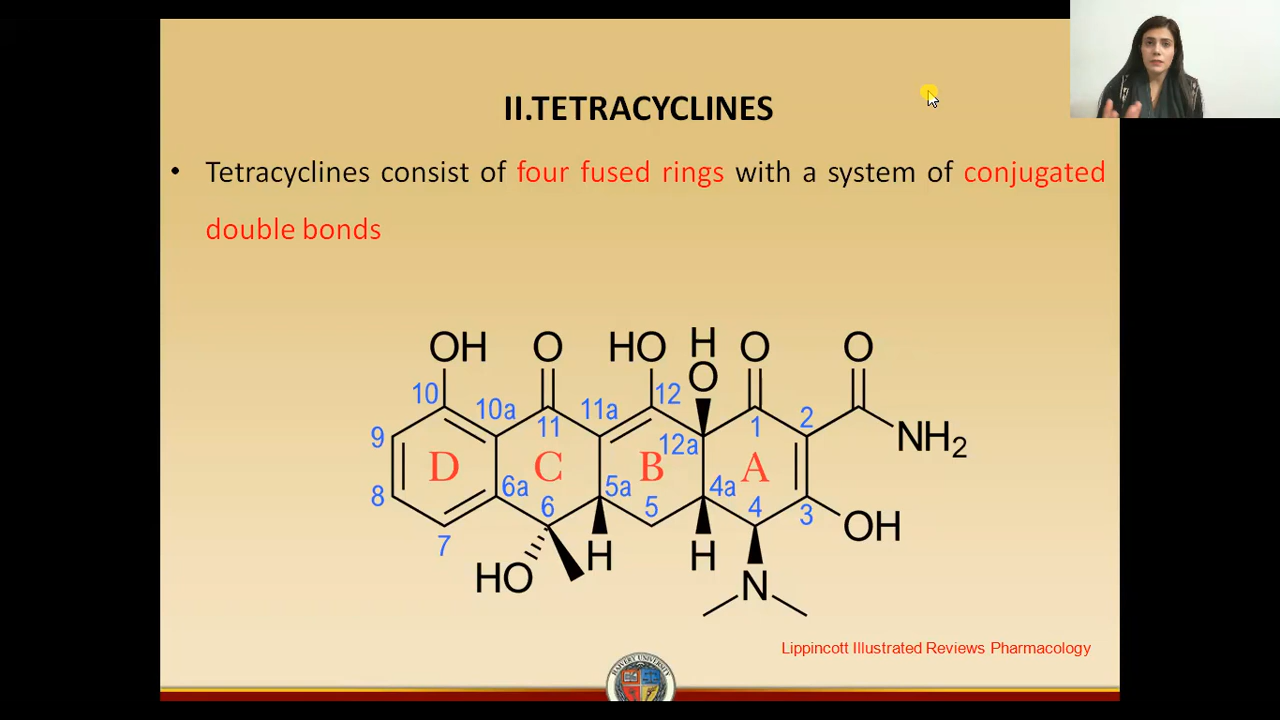 II.TETRACYCLINES
• Tetracyclines consist of four fused rings with a system of conjugated
double bonds
OH O HO H O O
O
10 12
10a 11a 2
9 11 12a 1 NH2
D C B A
8 6a 5a 4a
6 5 4 3
7 OH
HO H H N
Lippincott Illustrated Reviews Pharmacology